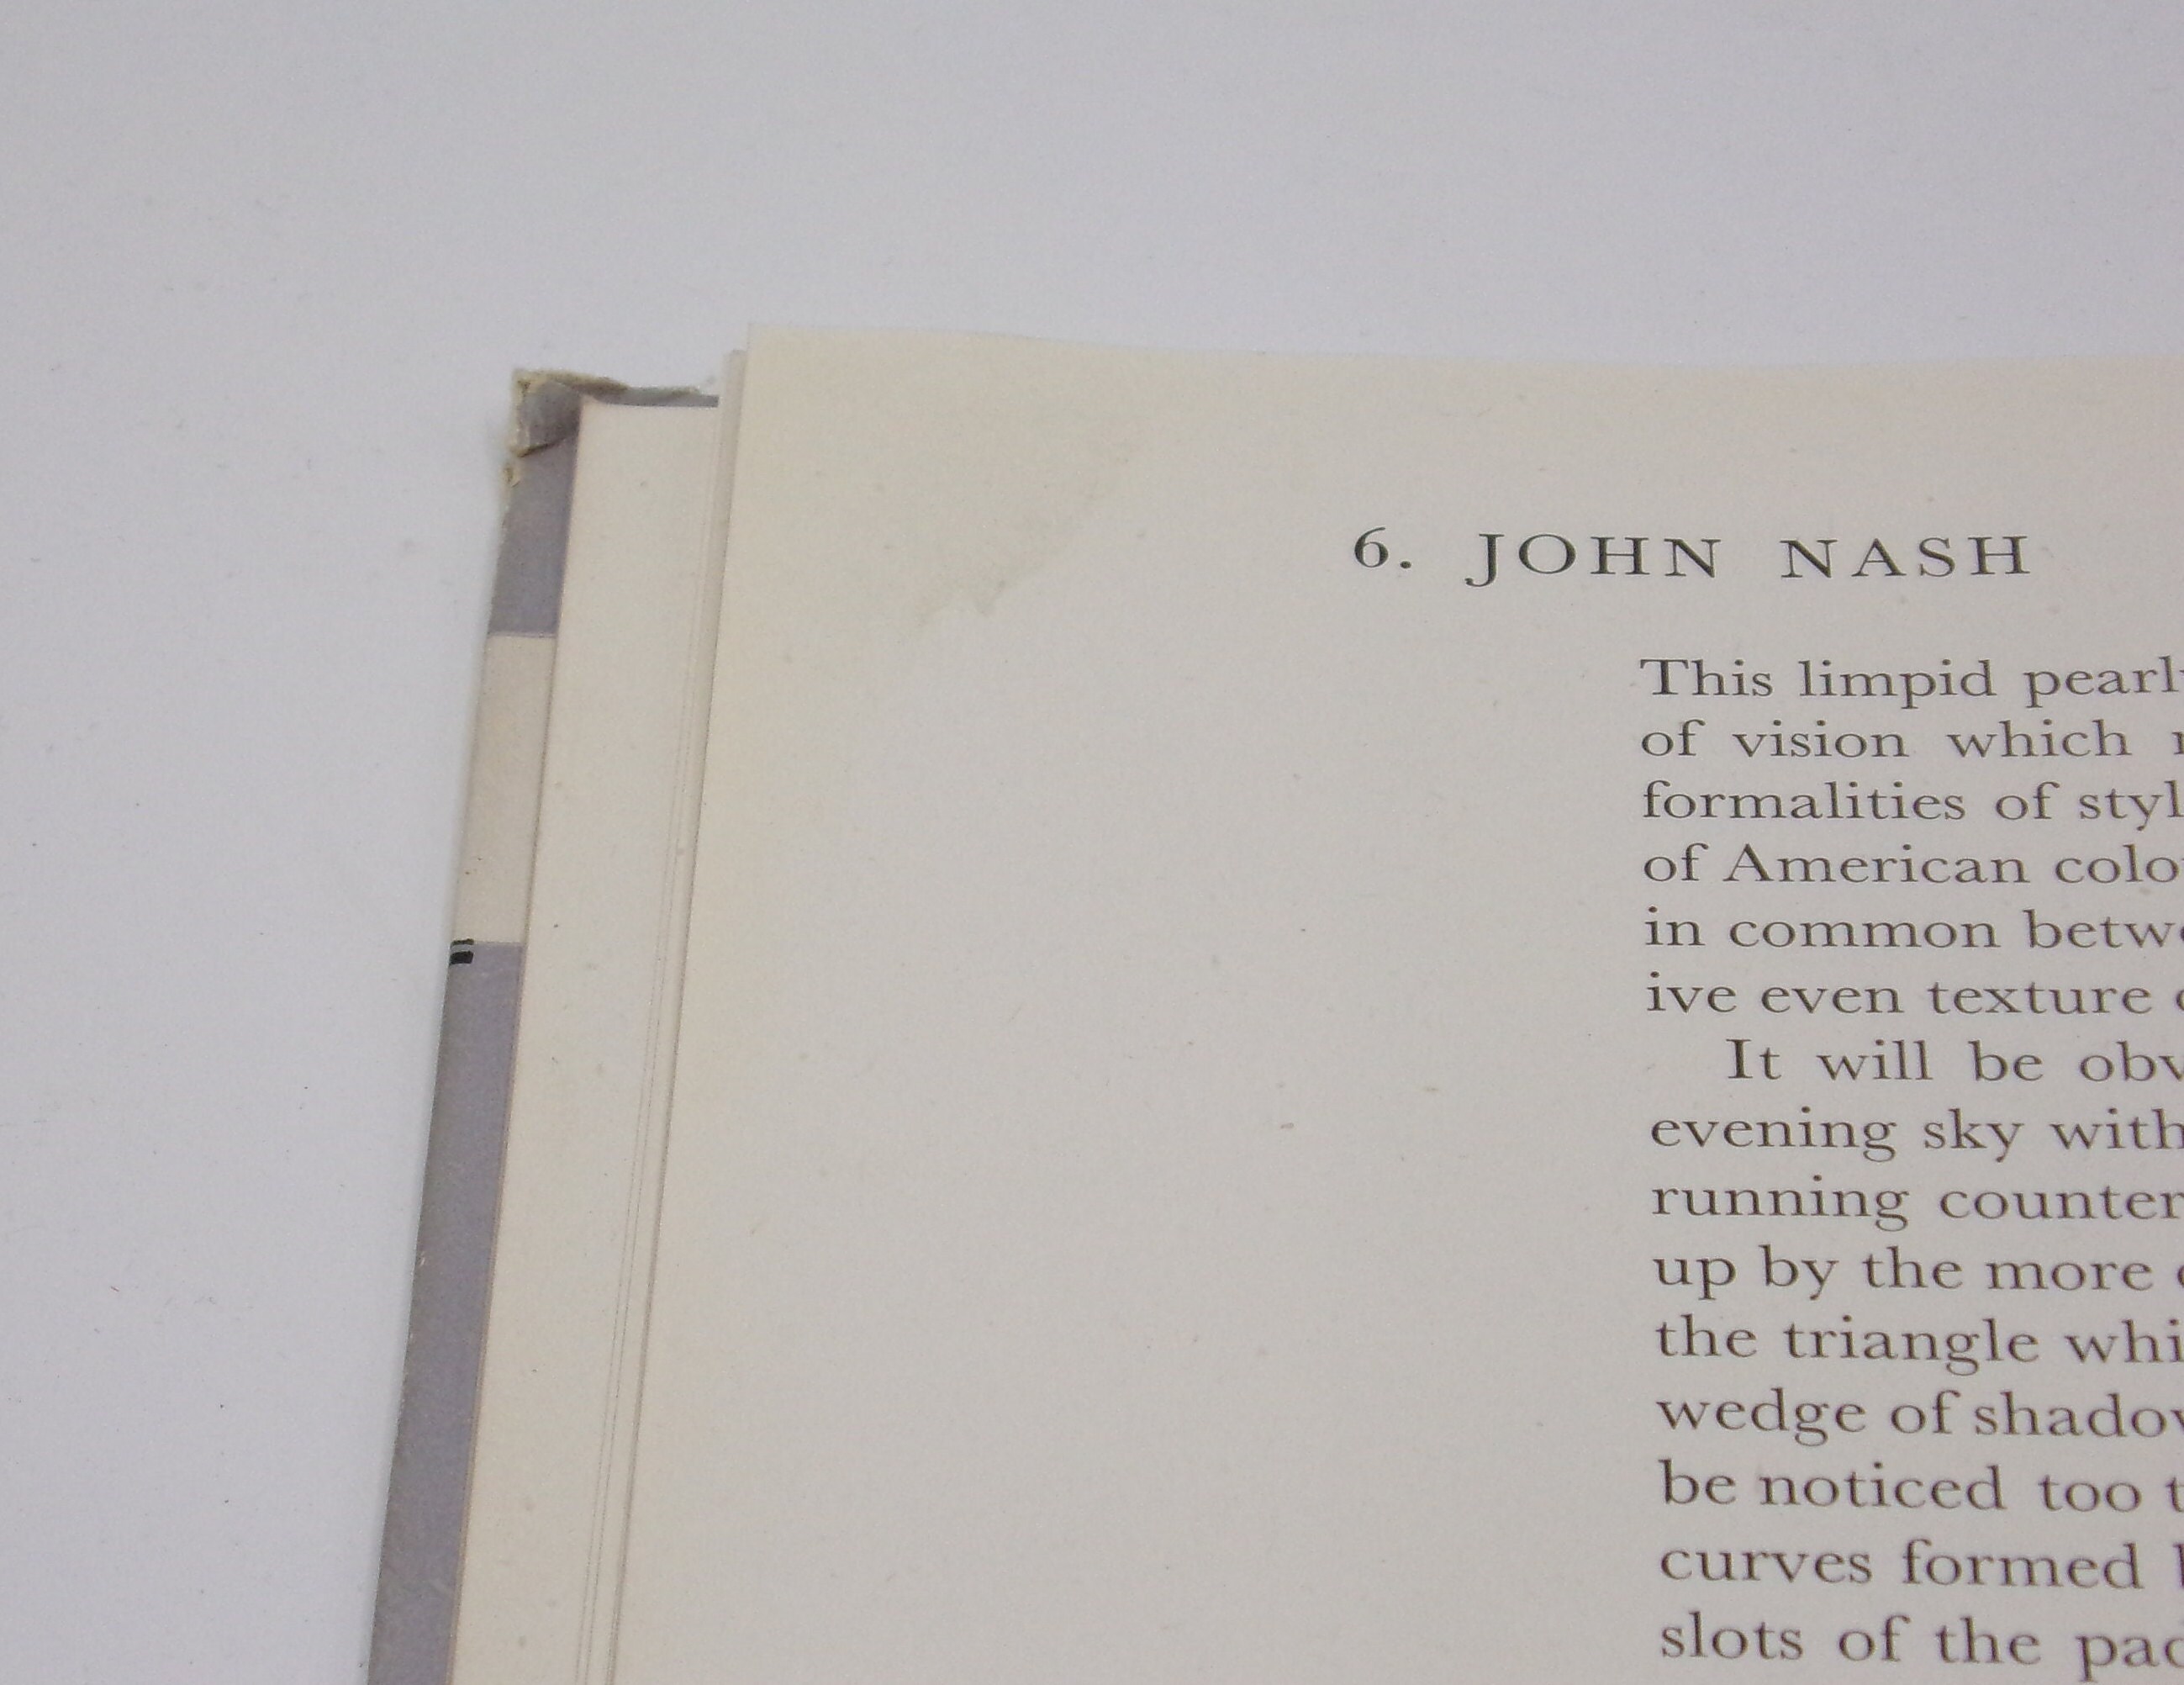 6. JOHN NASH
This limpid pearl
of vision which
formalities of styl
of American colo
in common betw
ive even texture
It will be obv
evening sky with
running counter
up by the more
the triangle whi
wedge of shadow
be noticed too t
curves formed
slots of the pac